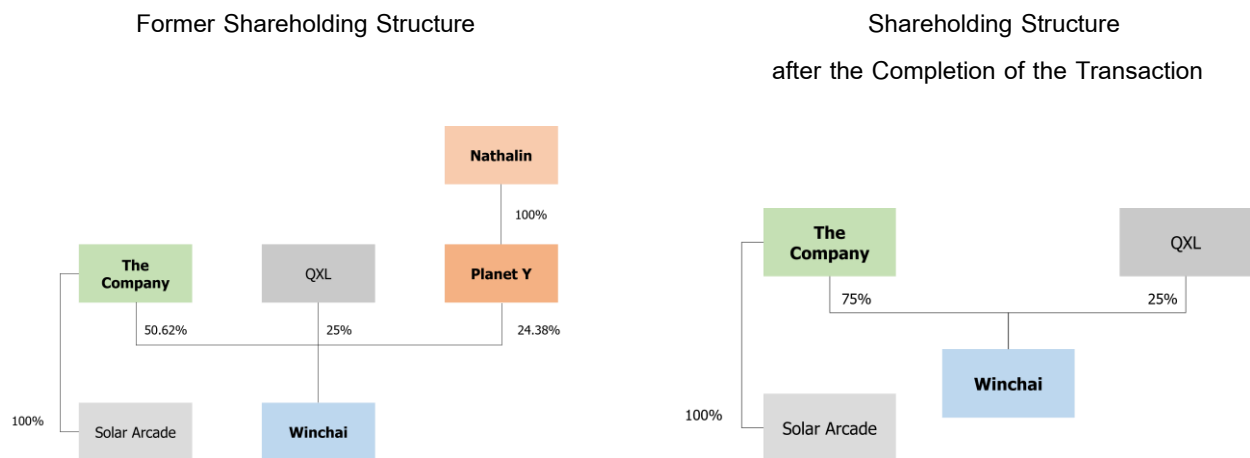 Former Shareholding Structure
Nathalin
100%
The
Company
QXL
Planet Y
50.62%
25%
24.38%
100%
Solar Arcade
Winchai
Shareholding Structure
after the Completion of the Transaction
The
Company
QXL
75%
25%
Winchai
100%
Solar Arcade